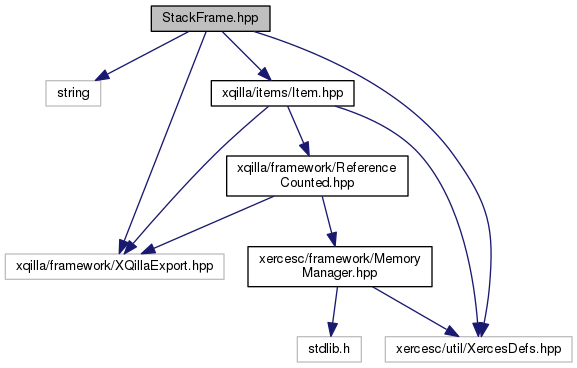 StackFrame.hpp
string
xqilla/items/Item.hpp
xqilla/framework/Reference
Counted.hpp
xqilla/framework/XQillaExport.hpp
xercesc/framework/Memory
Manager.hpp
stdlib.h
xercesc/util/XercesDefs.hpp